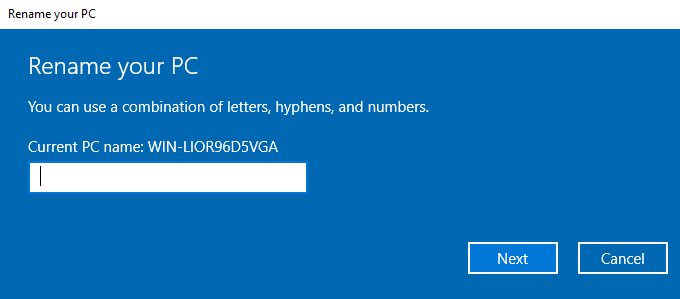 Rename your PC
Rename your PC
You can use a combination of letters, hyphens, and numbers.
Current PC name: WIN-LIOR96D5VGA
Next Cancel